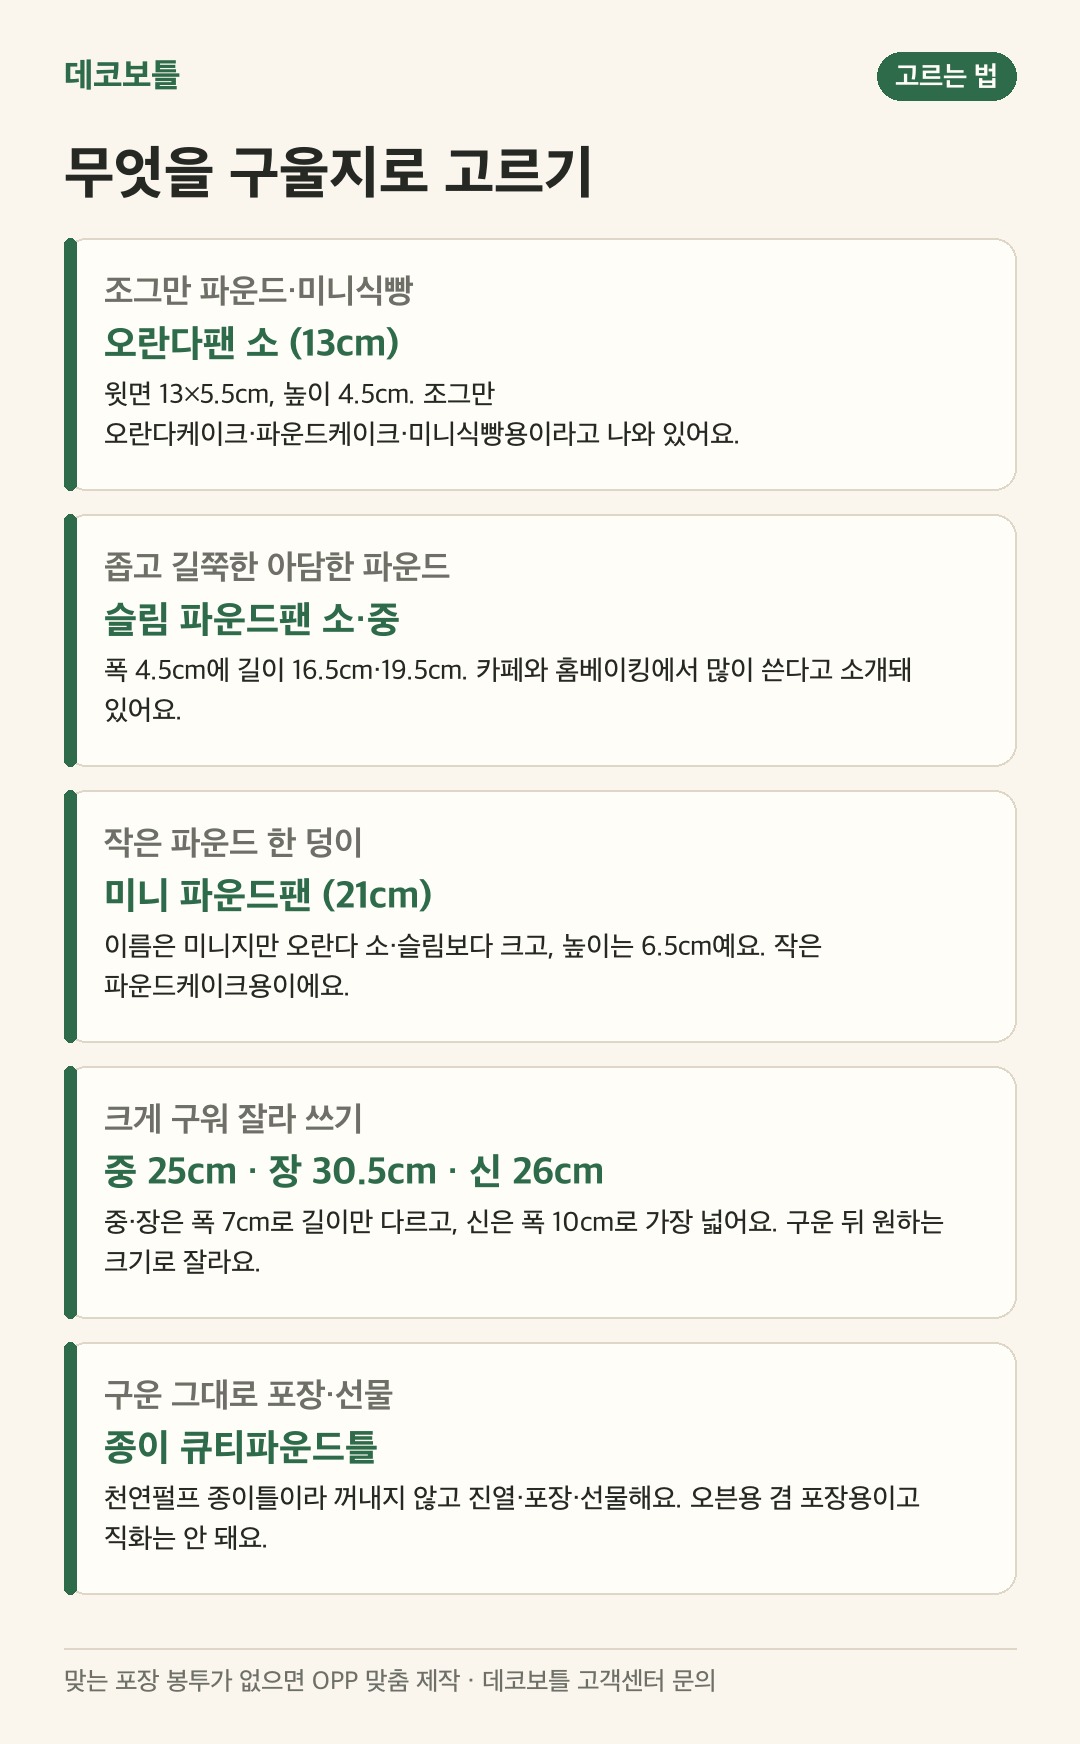 데코보틀
고르는 법
무엇을 구울지로 고르기
조그만 파운드·미니식빵
오란다팬 소 (13cm)
윗면 13×5.5cm, 높이 4.5cm. 조그만
오란다케이크·파운드케이크·미니식빵용이라고 나와 있어요.
좁고 길쭉한 아담한 파운드
슬림 파운드팬 소·중
폭 4.5cm에 길이 16.5cm·19.5cm. 카페와 홈베이킹에서 많이 쓴다고 소개돼
있어요.
작은 파운드 한 덩이
미니 파운드팬 (21cm)
이름은 미니지만 오란다 소·슬림보다 크고, 높이는 6.5cm예요. 작은
파운드케이크용이에요.
크게 구워 잘라 쓰기
중 25cm · 장 30.5cm · 신 26cm
중·장은 폭 7cm로 길이만 다르고, 신은 폭 10cm로 가장 넓어요. 구운 뒤 원하는
크기로 잘라요.
구운 그대로 포장·선물
종이 큐티파운드틀
천연펄프 종이틀이라 꺼내지 않고 진열·포장·선물해요. 오븐용 겸 포장용이고
직화는 안 돼요.
맞는 포장 봉투가 없으면 OPP 맞춤 제작 · 데코보틀 고객센터 문의